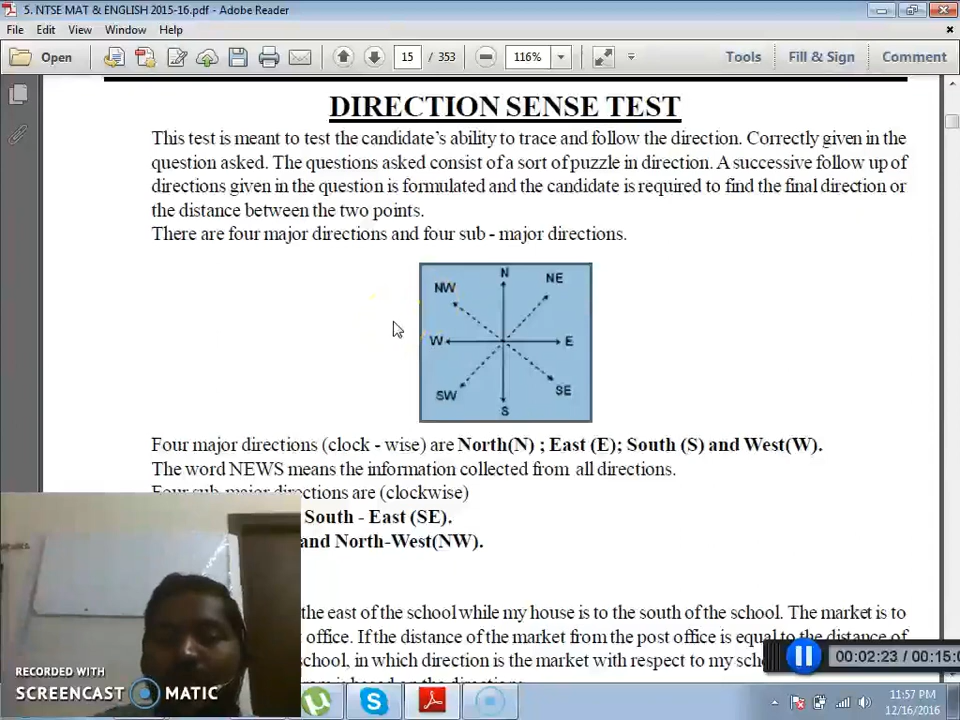 5. NTSE MAT & ENGLISH 2015-16.pdf - Adobe Reader
File Edit View Window Help
Open 15 / 353 116% Tools Fill & Sign Comment
DIRECTION SENSE TEST
This test is meant to test the candidate's ability to trace and follow the direction. Correctly given in the
question asked. The questions asked consist of a sort of puzzle in direction. A successive follow up of
directions given in the question is formulated and the candidate is required to find the final direction or
the distance between the two points.
There are four major directions and four sub - major directions.
N
NW NE
W E
SW SE
S
Four major directions (clock - wise) are North(N) ; East (E); South (S) and West(W).
The word NEWS means the information collected from all directions.
Four sub major directions are (clockwise)
South - East (SE).
and North-West(NW).
the east of the school while my house is to the south of the school. The market is to
office. If the distance of the market from the post office is equal to the distance of
school, in which direction is the market with respect to my
00:02:23 / 00:15:0
RECORDED WITH
SCREENCAST MATIC
11:57 PM
12/16/2016